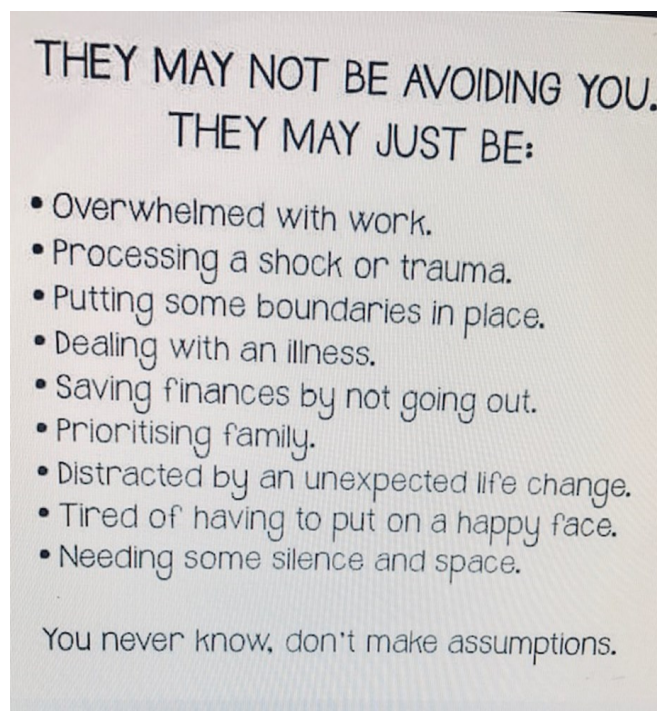 THEY MAY NOT BE AVOIDING YOU.
THEY MAY JUST BE:
• Overwhelmed with work.
• Processing a shock or trauma.
• Putting some boundaries in place.
• Dealing with an illness.
• Saving finances by not going out.
• Prioritising family.
• Distracted by an unexpected life change.
• Tired of having to put on a happy face.
• Needing some silence and space.
You never know, don't make assumptions.